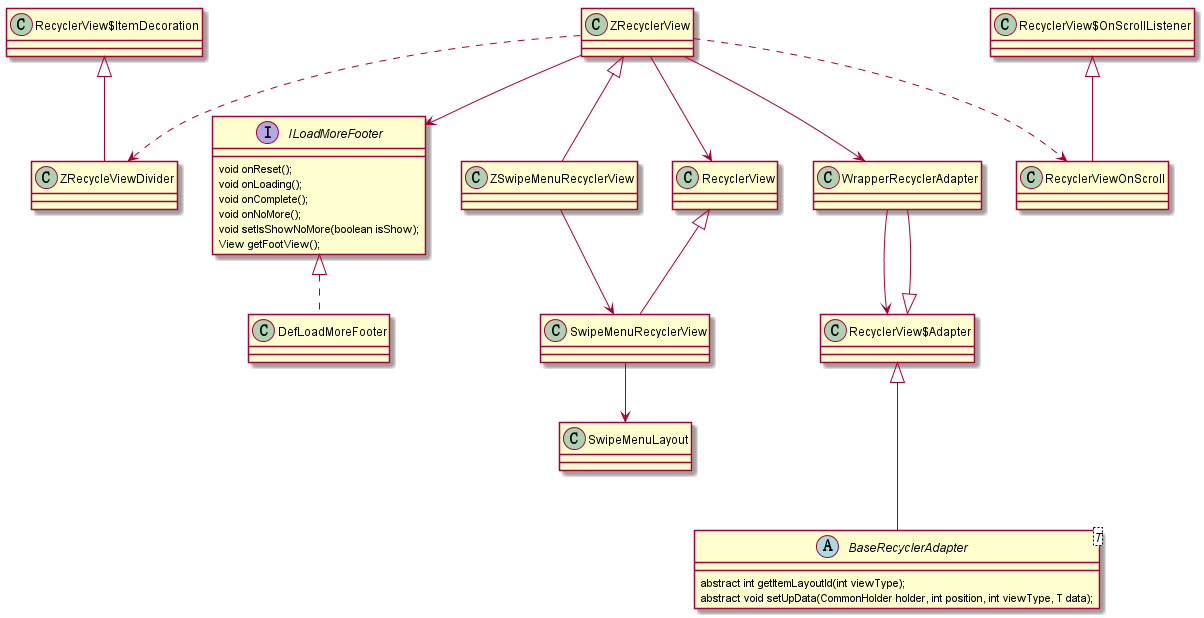 C RecyclerView$ItemDecoration
C ZRecyclerView
C RecyclerView$OnScrollListener
I ILoadMoreFooter
void onReset();
void onLoading();
void onComplete();
void onNoMore();
void setIsShowNoMore(boolean isShow);
View getFootView();
C ZRecycleViewDivider
C ZSwipeMenuRecyclerView
C RecyclerView
C WrapperRecyclerAdapter
C RecyclerViewOnScroll
C DefLoadMoreFooter
C SwipeMenuRecyclerView
C RecyclerView$Adapter
C SwipeMenuLayout
A BaseRecyclerAdapter
T
abstract int getItemLayoutId(int viewType);
abstract void setUpData(CommonHolder holder, int position, int viewType, T data);